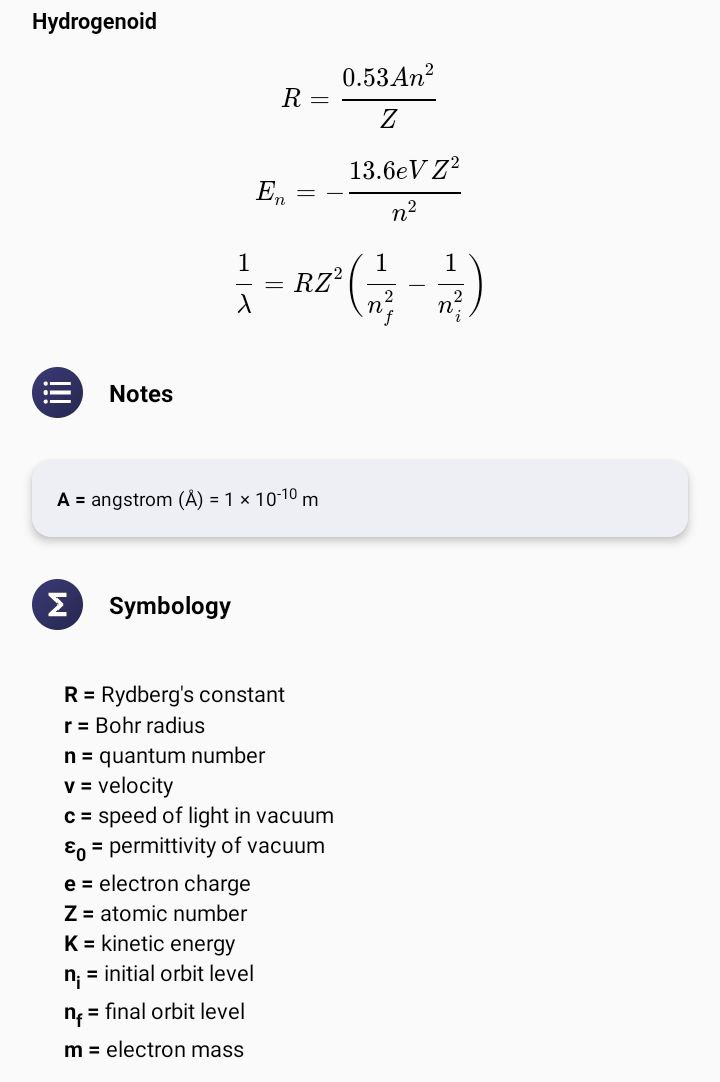 Hydrogenoid
R = \frac{0.53An^2}{Z}
E_n = -\frac{13.6eV Z^2}{n^2}
\frac{1}{\lambda} = RZ^2 \left( \frac{1}{n_f^2} - \frac{1}{n_i^2} \right)
Notes
A = angstrom (Å) = 1 × 10^{-10} m
Σ Symbology
R = Rydberg's constant
r = Bohr radius
n = quantum number
v = velocity
c = speed of light in vacuum
ε_0 = permittivity of vacuum
e = electron charge
Z = atomic number
K = kinetic energy
n_i = initial orbit level
n_f = final orbit level
m = electron mass